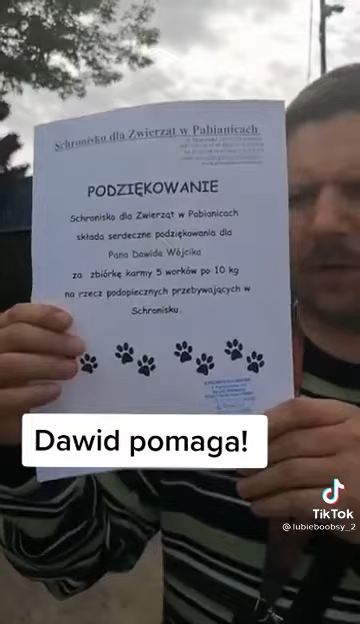 Schronisko dla Zwierząt w Pabianicach
PODZIĘKOWANIE
Schronisko dla Zwierząt w Pabianicach
składa serdeczne podziękowania dla
Pana Dawida Wójcika
za zbiórkę karmy 5 worków po 10 kg
na rzecz podopiecznych przebywających w
Schronisku.
Dawid pomaga!
TikTok
@lubieboobsy_2